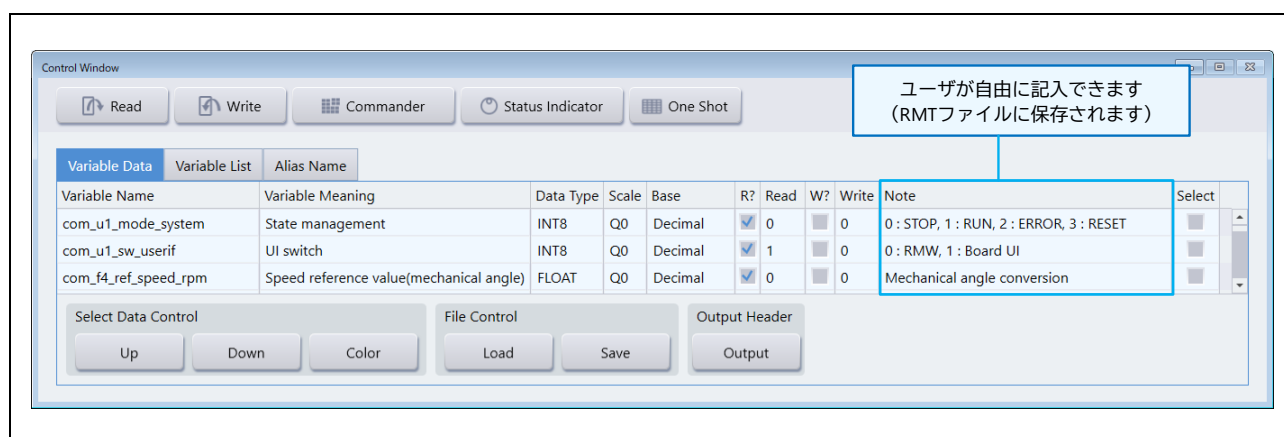 Control Window
ユーザが自由に記入できます
（RMTファイルに保存されます）
Read Write Commander Status Indicator One Shot
Variable Data Variable List Alias Name
Variable Name Variable Meaning Data Type Scale Base R? Read W? Write Note Select
com_u1_mode_system State management INT8 Q0 Decimal 0 0 0 : STOP, 1 : RUN, 2 : ERROR, 3 : RESET
com_u1_sw_userif UI switch INT8 Q0 Decimal 1 0 0 : RMW, 1 : Board UI
com_f4_ref_speed_rpm Speed reference value(mechanical angle) FLOAT Q0 Decimal 0 0 Mechanical angle conversion
Select Data Control File Control Output Header
Up Down Color Load Save Output